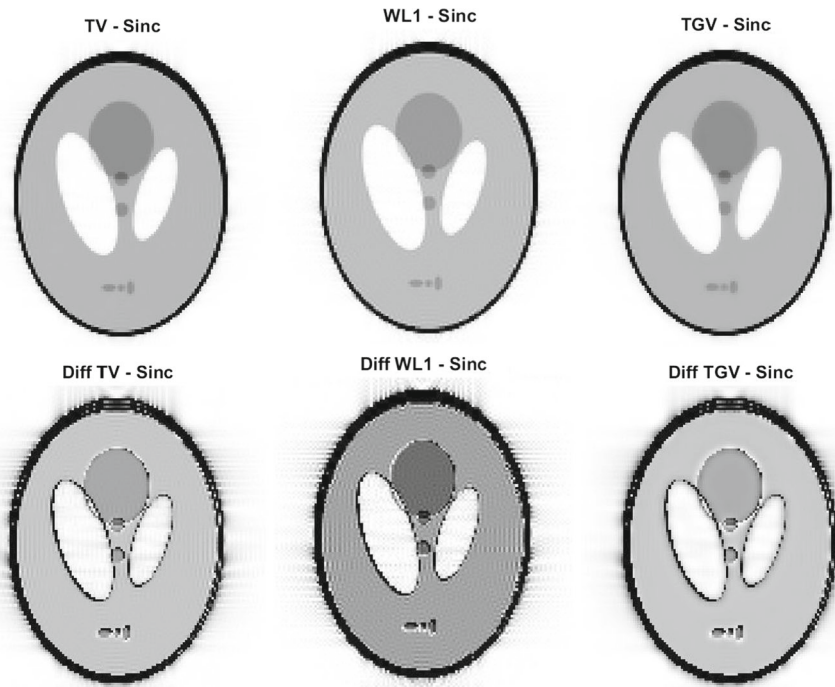 TV - Sinc
WL1 - Sinc
TGV - Sinc
Diff TV - Sinc
Diff WL1 - Sinc
Diff TGV - Sinc